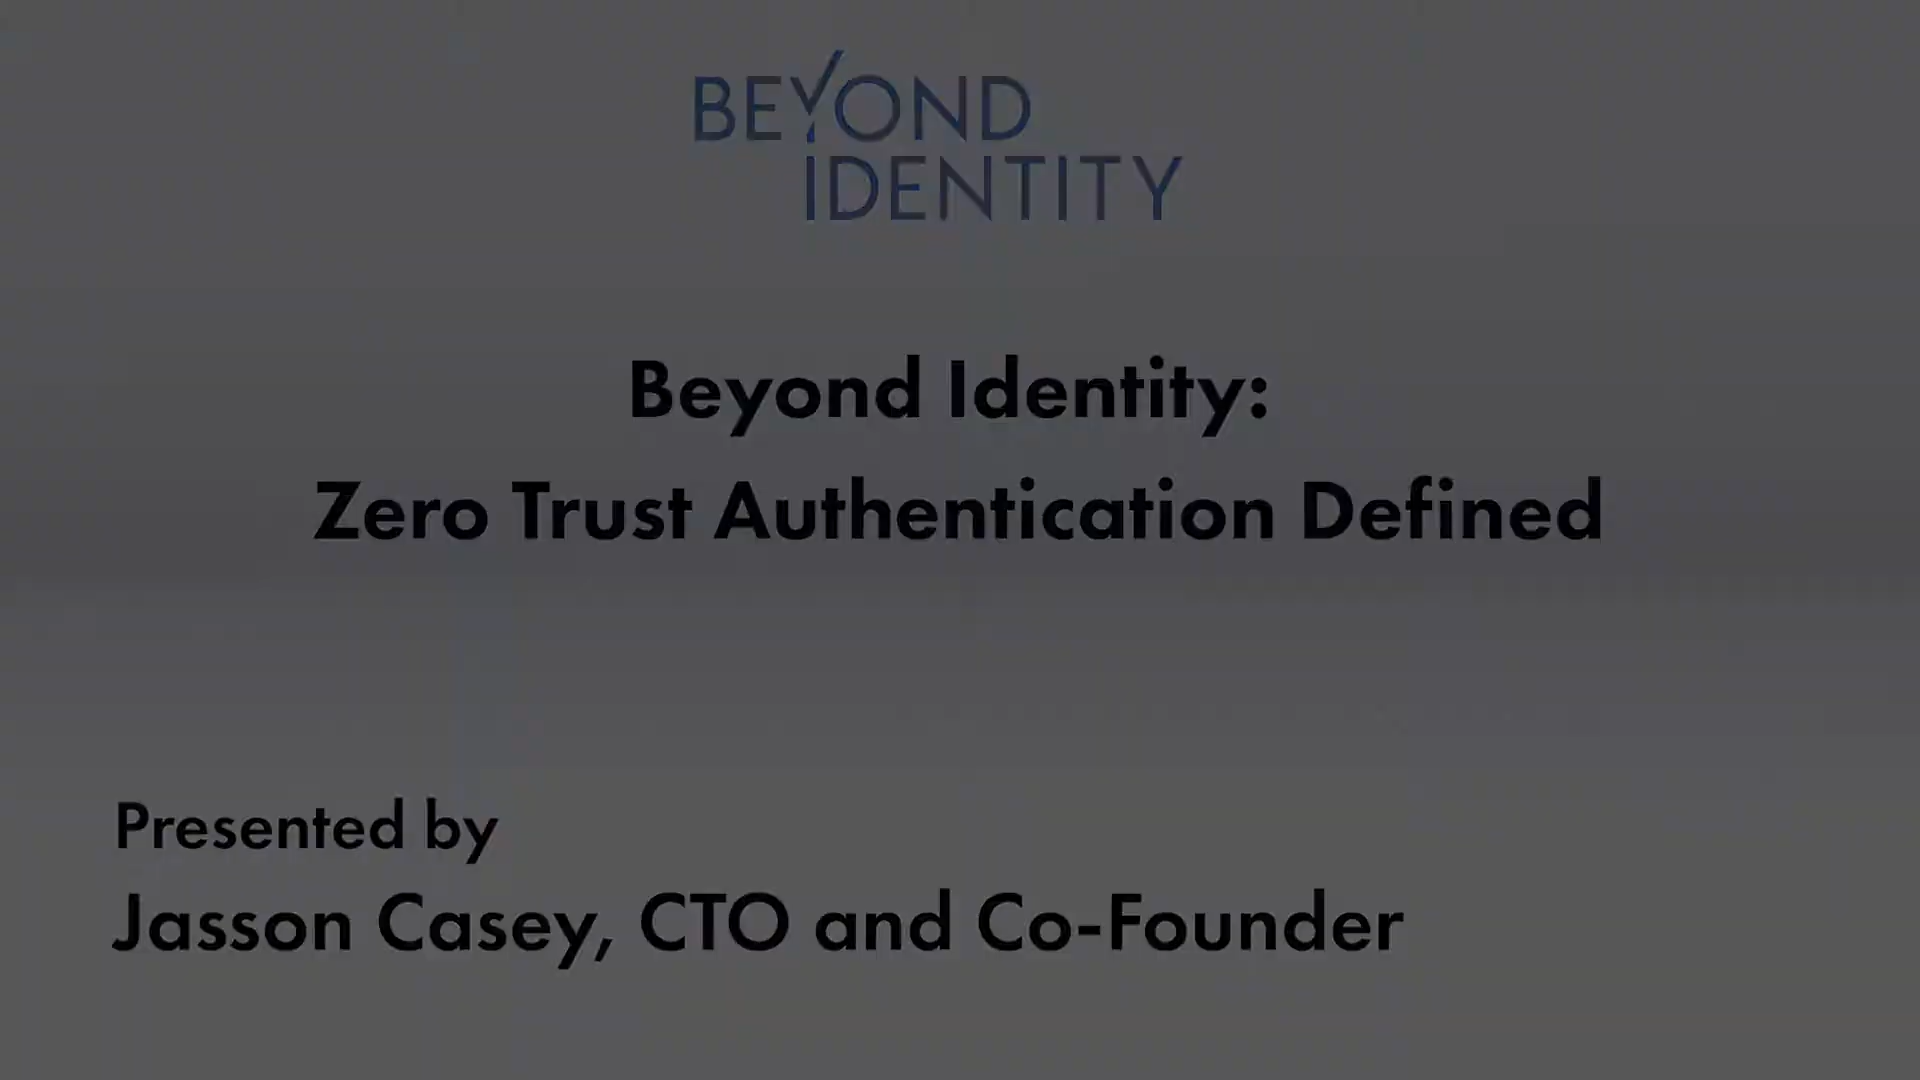 BEYOND
IDENTITY
Beyond Identity:
Zero Trust Authentication Defined
Presented by
Jasson Casey, CTO and Co-Founder